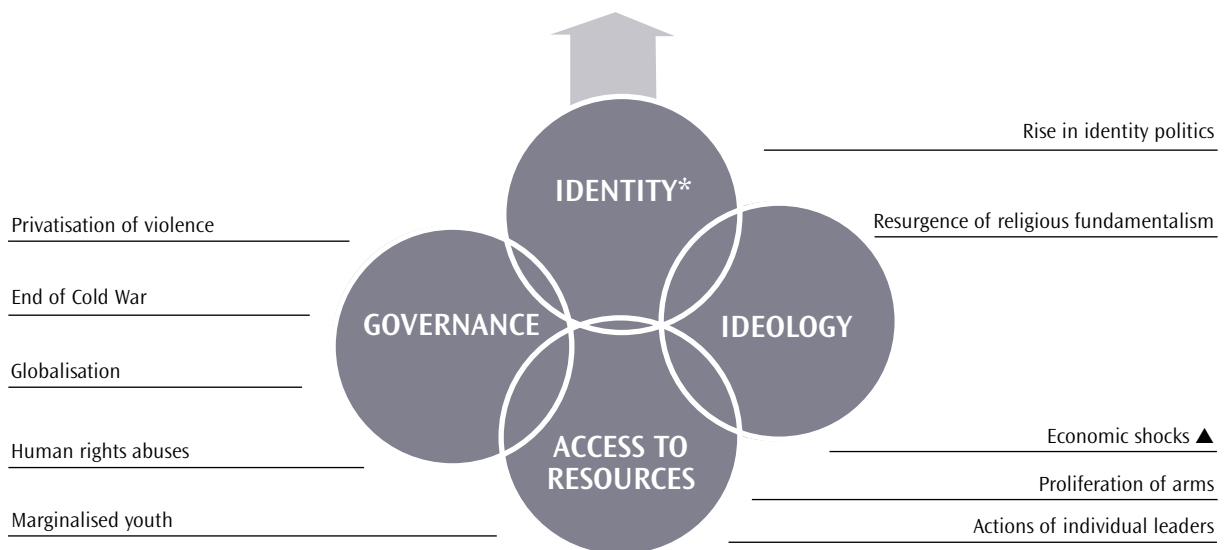 Rise in identity politics
IDENTITY*
Privatisation of violence
Resurgence of religious fundamentalism
End of Cold War
GOVERNANCE
IDEOLOGY
Globalisation
Human rights abuses
ACCESS TO
RESOURCES
Economic shocks ▲
Proliferation of arms
Marginalised youth
Actions of individual leaders